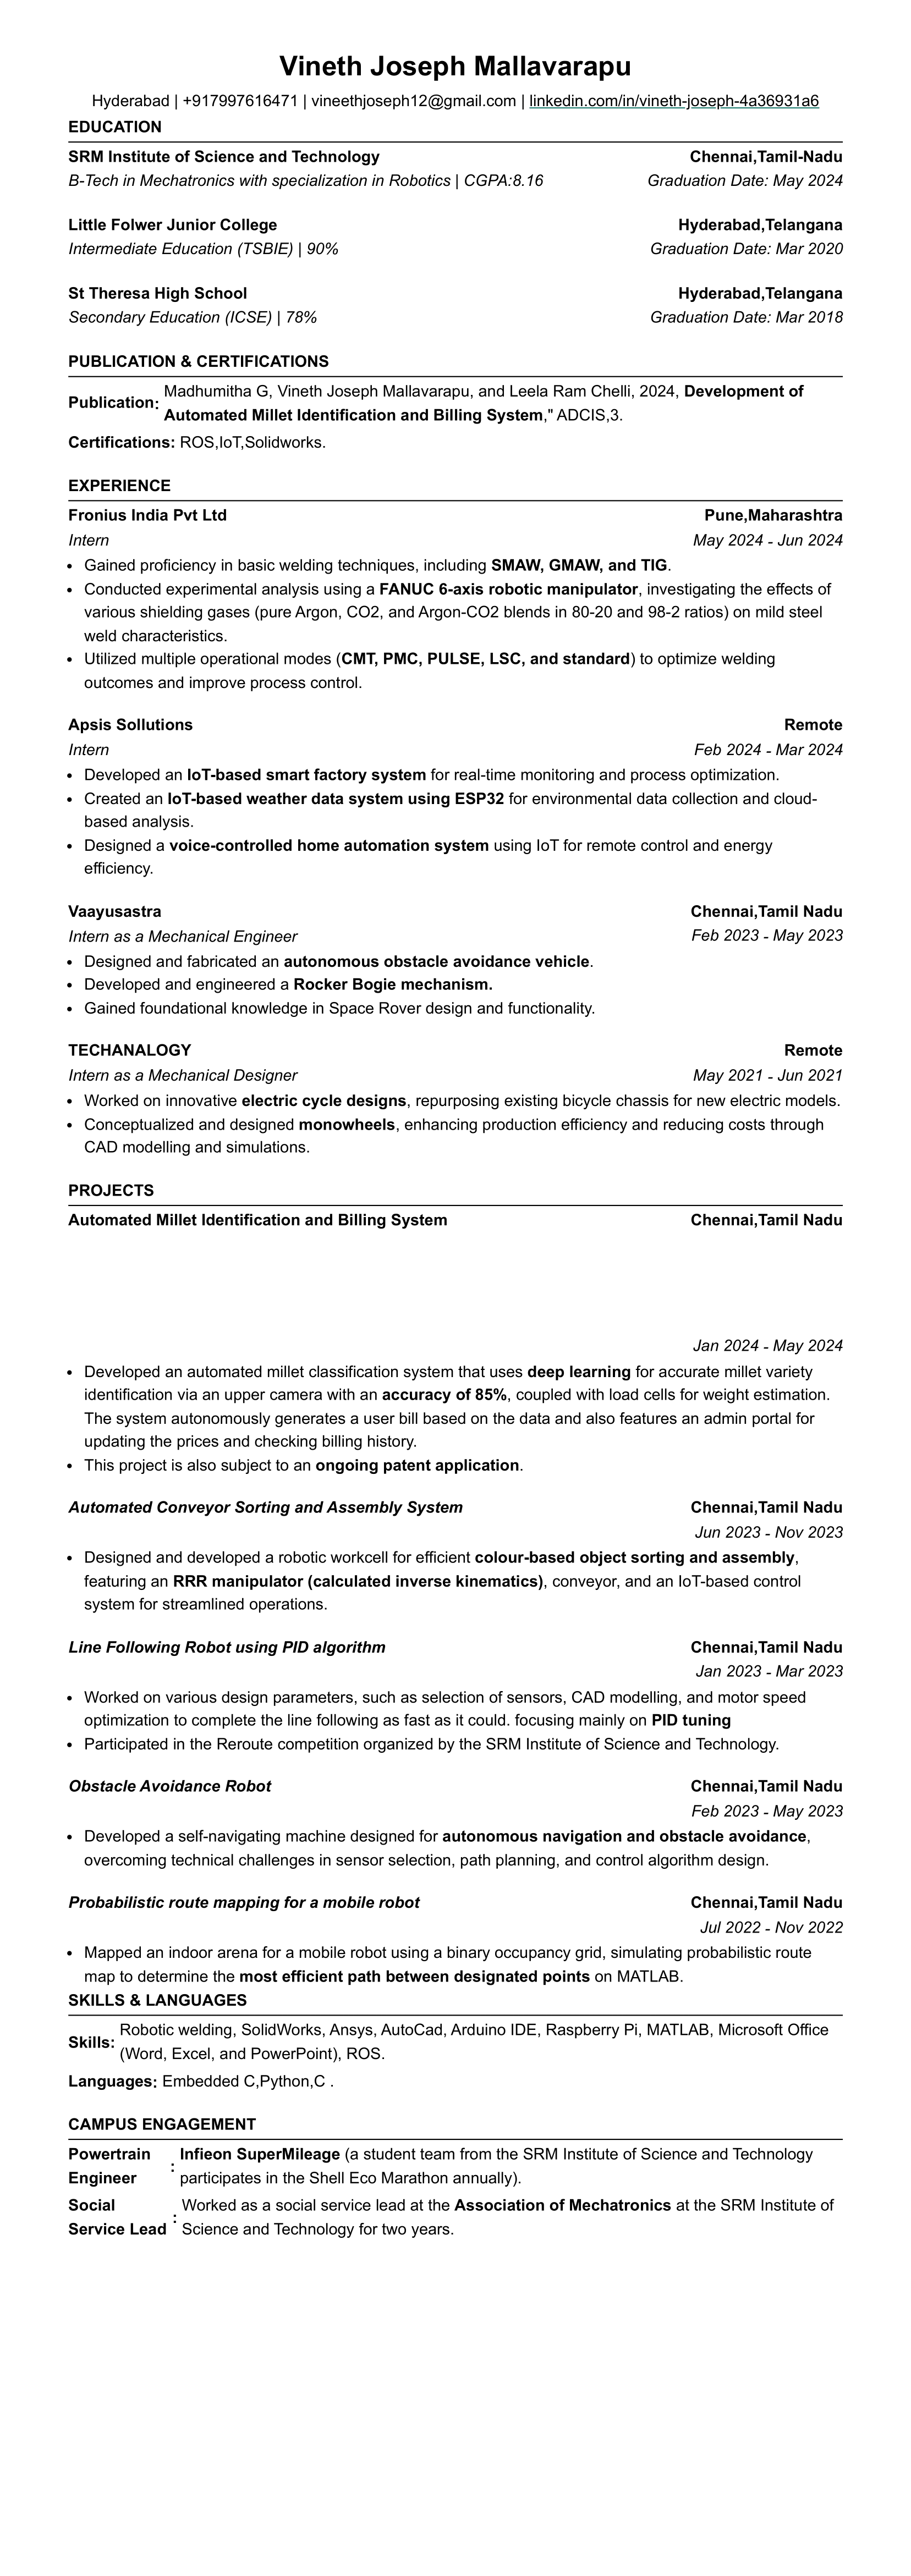 Vineth Joseph Mallavarapu
Hyderabad | +917997616471 | vineethjoseph12@gmail.com | linkedin.com/in/vineth-joseph-4a36931a6
EDUCATION
SRM Institute of Science and Technology Chennai,Tamil-Nadu
B-Tech in Mechatronics with specialization in Robotics | CGPA:8.16 Graduation Date: May 2024
Little Folwer Junior College Hyderabad,Telangana
Intermediate Education (TSBIE) | 90% Graduation Date: Mar 2020
St Theresa High School Hyderabad,Telangana
Secondary Education (ICSE) | 78% Graduation Date: Mar 2018
PUBLICATION & CERTIFICATIONS
Publication: Madhumitha G, Vineth Joseph Mallavarapu, and Leela Ram Chelli, 2024, Development of
Automated Millet Identification and Billing System," ADCIS,3.
Certifications: ROS,IoT,Solidworks.
EXPERIENCE
Fronius India Pvt Ltd Pune,Maharashtra
Intern May 2024 - Jun 2024
• Gained proficiency in basic welding techniques, including SMAW, GMAW, and TIG.
• Conducted experimental analysis using a FANUC 6-axis robotic manipulator, investigating the effects of
various shielding gases (pure Argon, CO2, and Argon-CO2 blends in 80-20 and 98-2 ratios) on mild steel
weld characteristics.
• Utilized multiple operational modes (CMT, PMC, PULSE, LSC, and standard) to optimize welding
outcomes and improve process control.
Apsis Sollutions Remote
Intern Feb 2024 - Mar 2024
• Developed an IoT-based smart factory system for real-time monitoring and process optimization.
• Created an IoT-based weather data system using ESP32 for environmental data collection and cloud-
based analysis.
• Designed a voice-controlled home automation system using IoT for remote control and energy
efficiency.
Vaayusastra Chennai,Tamil Nadu
Intern as a Mechanical Engineer Feb 2023 - May 2023
• Designed and fabricated an autonomous obstacle avoidance vehicle.
• Developed and engineered a Rocker Bogie mechanism.
• Gained foundational knowledge in Space Rover design and functionality.
TECHANALOGY Remote
Intern as a Mechanical Designer May 2021 - Jun 2021
• Worked on innovative electric cycle designs, repurposing existing bicycle chassis for new electric models.
• Conceptualized and designed monowheels, enhancing production efficiency and reducing costs through
CAD modelling and simulations.
PROJECTS
Automated Millet Identification and Billing System Chennai,Tamil Nadu
Jan 2024 - May 2024
• Developed an automated millet classification system that uses deep learning for accurate millet variety
identification via an upper camera with an accuracy of 85%, coupled with load cells for weight estimation.
The system autonomously generates a user bill based on the data and also features an admin portal for
updating the prices and checking billing history.
• This project is also subject to an ongoing patent application.
Automated Conveyor Sorting and Assembly System Chennai,Tamil Nadu
Jun 2023 - Nov 2023
• Designed and developed a robotic workcell for efficient colour-based object sorting and assembly,
featuring an RRR manipulator (calculated inverse kinematics), conveyor, and an IoT-based control
system for streamlined operations.
Line Following Robot using PID algorithm Chennai,Tamil Nadu
Jan 2023 - Mar 2023
• Worked on various design parameters, such as selection of sensors, CAD modelling, and motor speed
optimization to complete the line following as fast as it could. focusing mainly on PID tuning
• Participated in the Reroute competition organized by the SRM Institute of Science and Technology.
Obstacle Avoidance Robot Chennai,Tamil Nadu
Feb 2023 - May 2023
• Developed a self-navigating machine designed for autonomous navigation and obstacle avoidance,
overcoming technical challenges in sensor selection, path planning, and control algorithm design.
Probabilistic route mapping for a mobile robot Chennai,Tamil Nadu
Jul 2022 - Nov 2022
• Mapped an indoor arena for a mobile robot using a binary occupancy grid, simulating probabilistic route
map to determine the most efficient path between designated points on MATLAB.
SKILLS & LANGUAGES
Skills: Robotic welding, SolidWorks, Ansys, AutoCad, Arduino IDE, Raspberry Pi, MATLAB, Microsoft Office
(Word, Excel, and PowerPoint), ROS.
Languages: Embedded C,Python,C .
CAMPUS ENGAGEMENT
Powertrain Engineer : Infieon SuperMileage (a student team from the SRM Institute of Science and Technology
participates in the Shell Eco Marathon annually).
Social Service Lead : Worked as a social service lead at the Association of Mechatronics at the SRM Institute of
Science and Technology for two years.